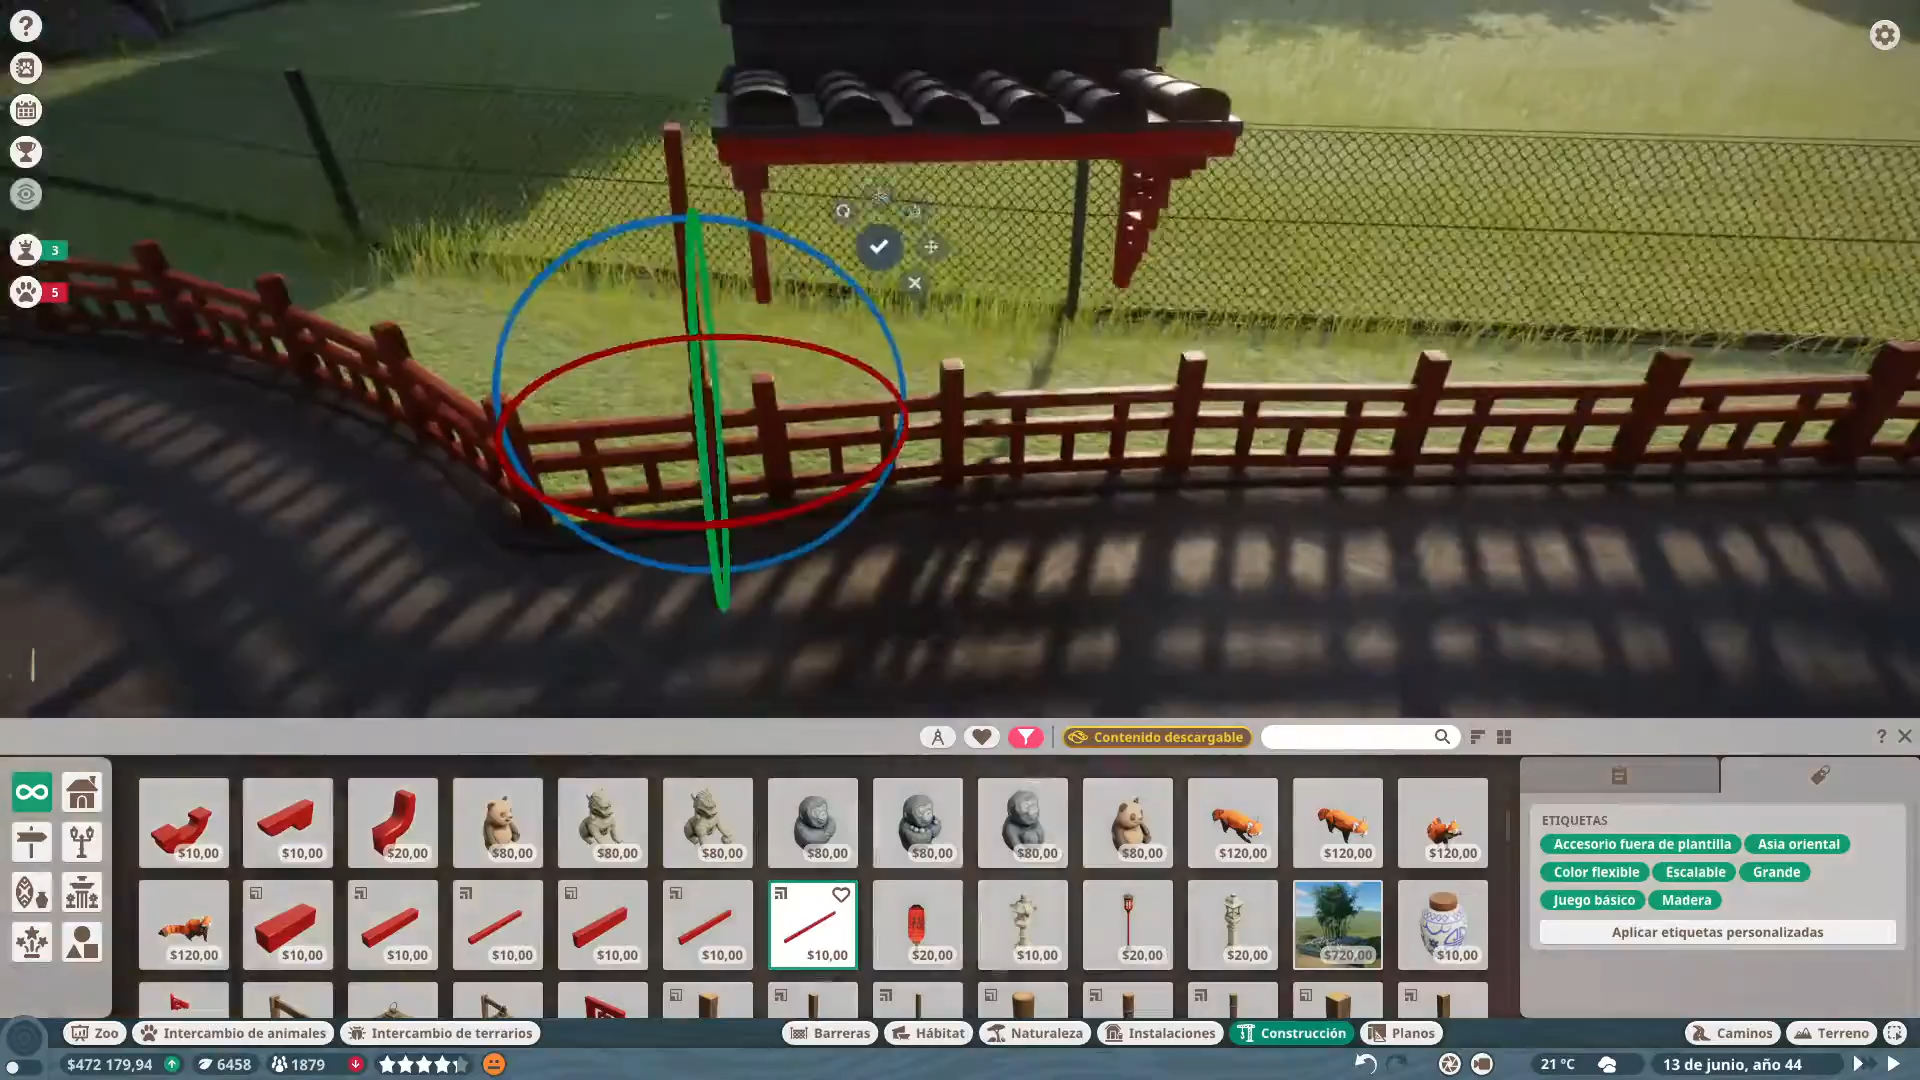 ?
3
5
Contenido descargable
?
$10,00 $10,00 $20,00 $80,00 $80,00 $80,00 $80,00 $80,00 $80,00 $80,00 $120,00 $120,00 $120,00
$120,00 $10,00 $10,00 $10,00 $10,00 $10,00 $10,00 $20,00 $10,00 $20,00 $20,00 $720,00 $10,00
ETIQUETAS
Accesorio fuera de plantilla Asia oriental
Color flexible Escalable Grande
Juego básico Madera
Aplicar etiquetas personalizadas
Zoo Intercambio de animales Intercambio de terrarios Barreras Hábitat Naturaleza Instalaciones Construcción Planos Caminos Terreno
$472 179,94 6458 1879 21 °C 13 de junio, año 44